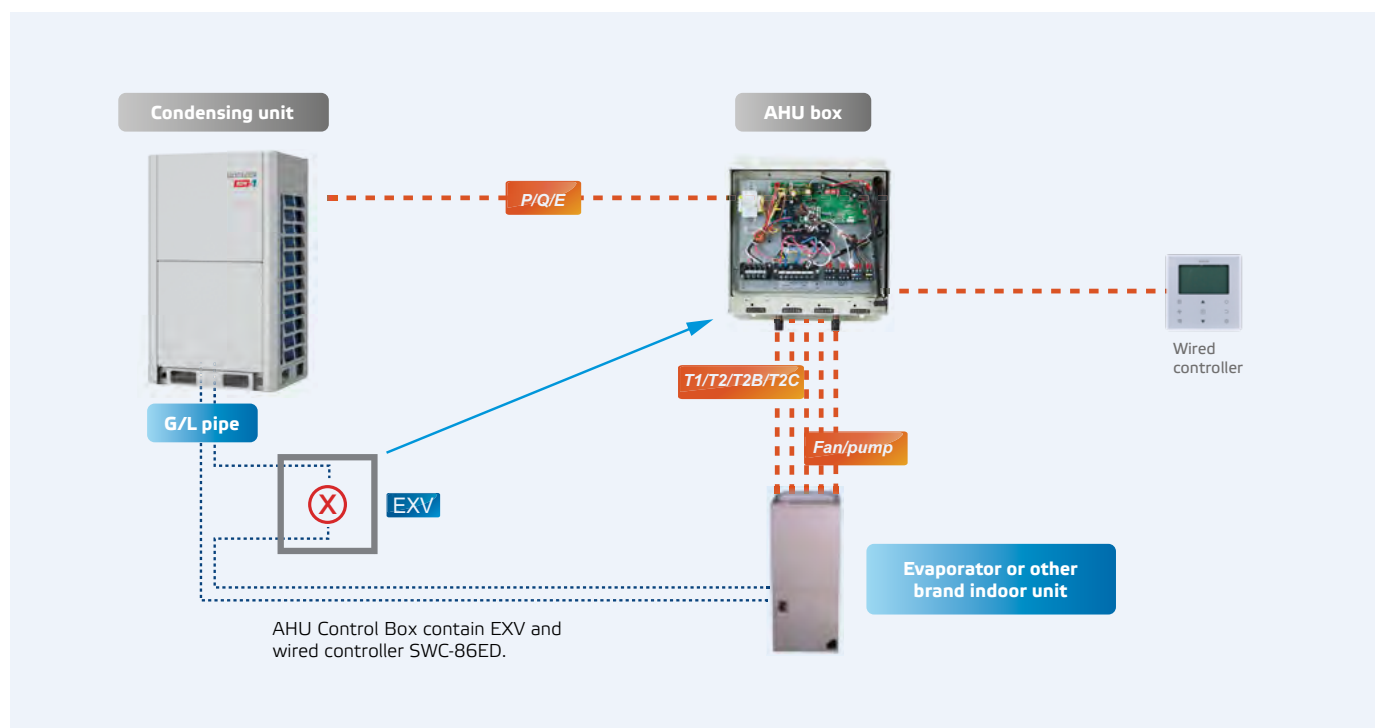 Condensing unit
AHU box
P/Q/E
Wired
controller
T1/T2/T2B/T2C
G/L pipe
Fan/pump
EXV
Evaporator or other
brand indoor unit
AHU Control Box contain EXV and
wired controller SWC-86ED.